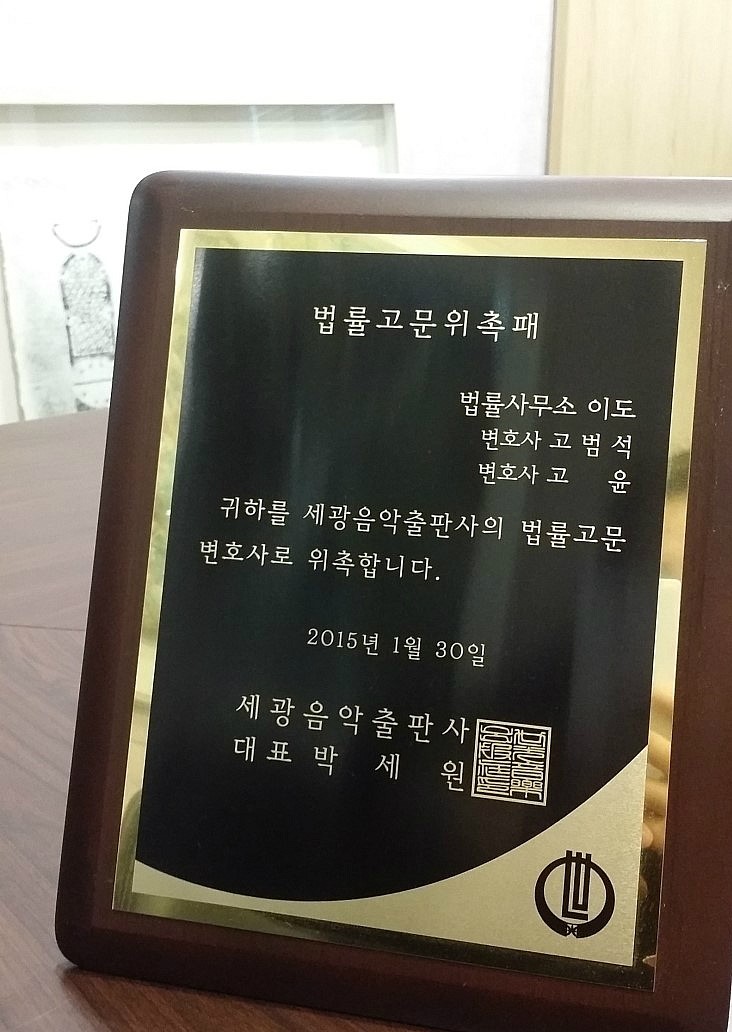 법률고문위촉패
법률사무소 이도
변호사 고 범 석
변호사 고 윤
귀하를 세광음악출판사의 법률고문
변호사로 위촉합니다.
2015년 1월 30일
세광음악출판사
대표 박 세 원